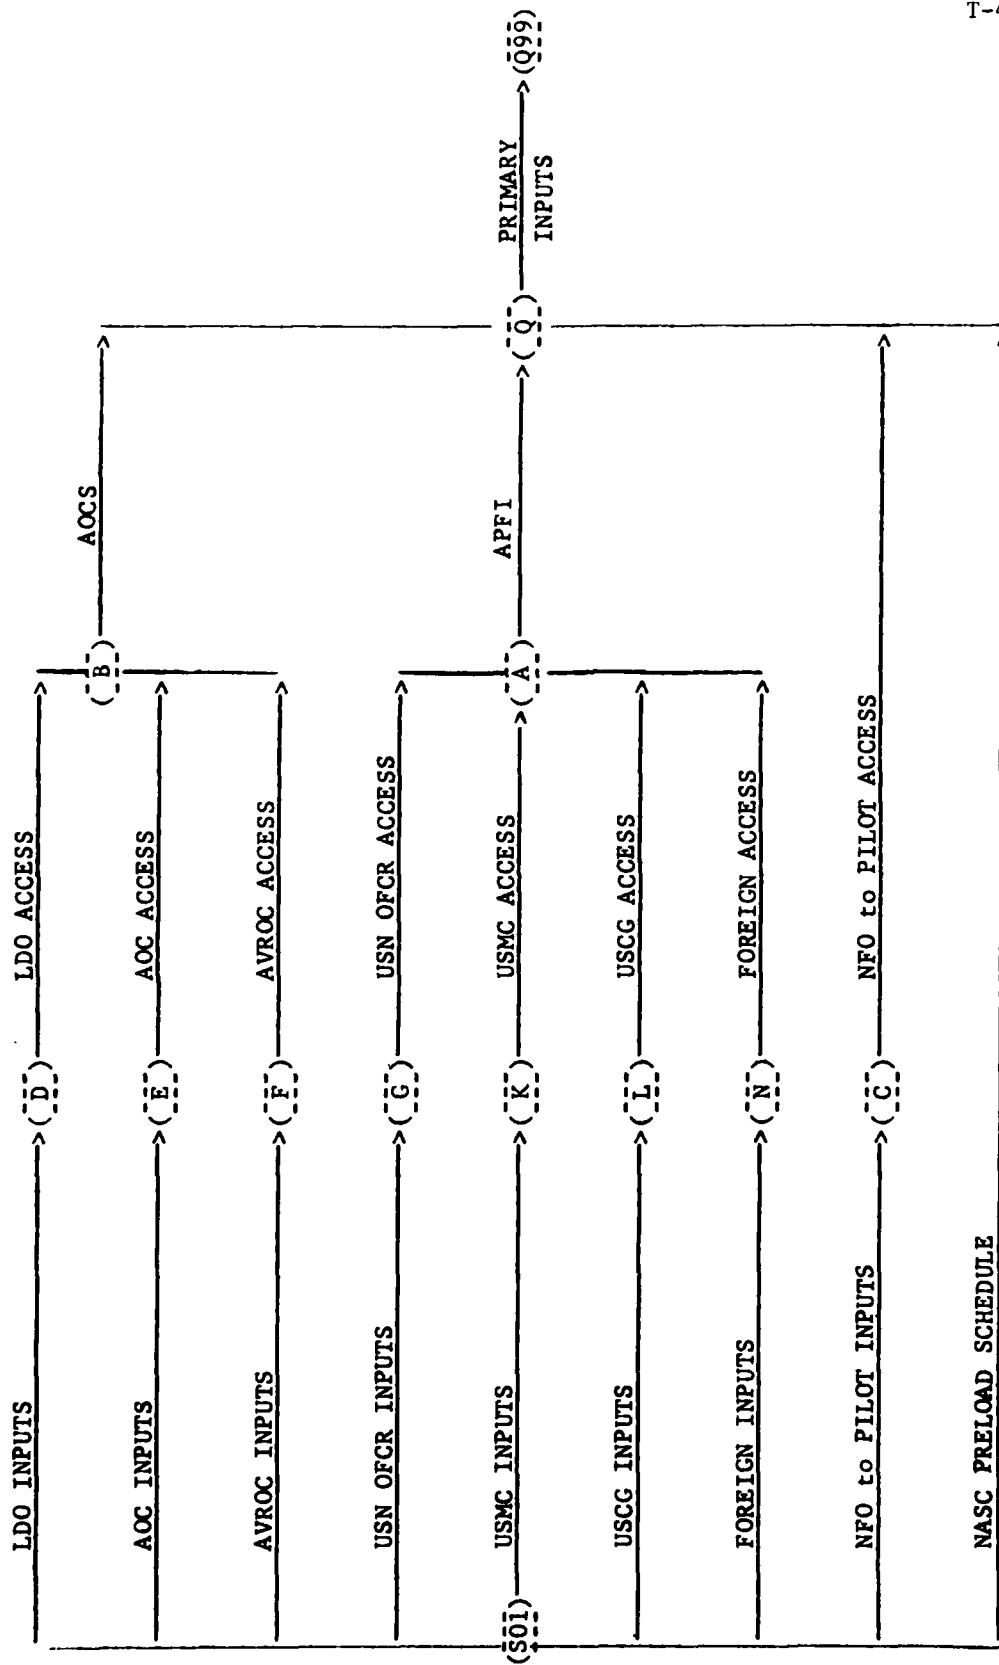 T-4
LDO INPUTS
(D)
LDO ACCESS
AOC INPUTS
(E)
AOC ACCESS
(B)
AOCS
AVROC INPUTS
(F)
AVROC ACCESS
USN OFCR INPUTS
(G)
USN OFCR ACCESS
(S01)
USMC INPUTS
(K)
USMC ACCESS
(A)
APFI
(Q)
PRIMARY
INPUTS
(Q99)
USCG INPUTS
(L)
USCG ACCESS
FOREIGN INPUTS
(N)
FOREIGN ACCESS
NFO to PILOT INPUTS
(C)
NFO to PILOT ACCESS
NASC PRELOAD SCHEDULE